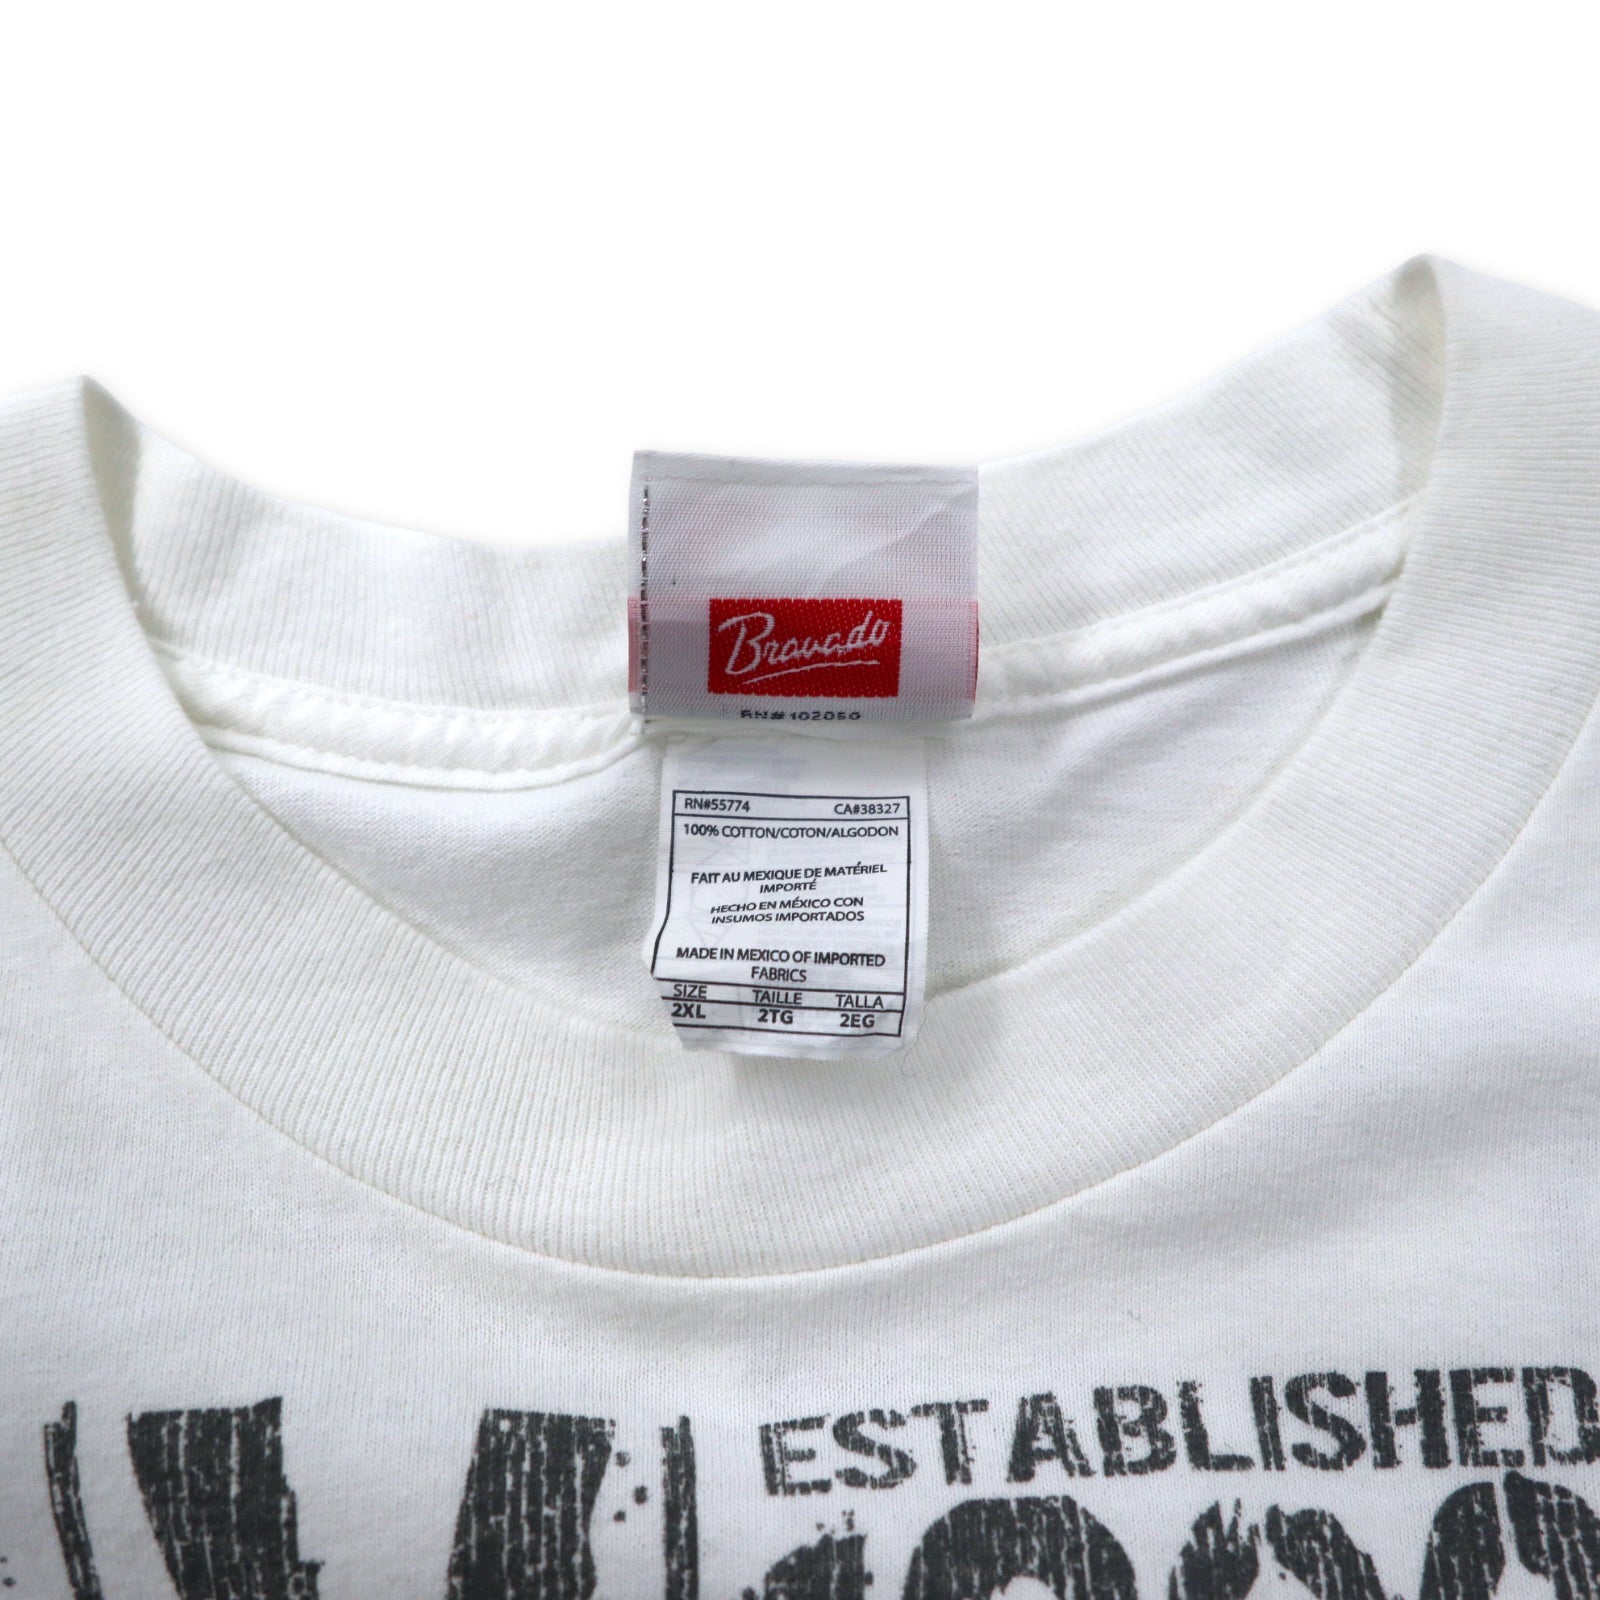 Bravado
RN# 102050
RN#55774 CA#38327
100% COTTON/COTON/ALGODON
FAIT AU MEXIQUE DE MATÉRIEL
IMPORTÉ
HECHO EN MÉXICO CON
INSUMOS IMPORTADOS
MADE IN MEXICO OF IMPORTED
FABRICS
SIZE TAILLE TALLA
2XL 2TG 2EG
ESTABLISHED